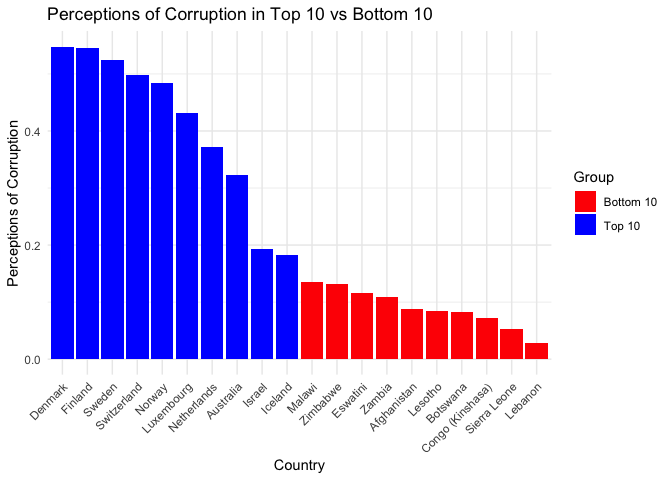 Perceptions of Corruption in Top 10 vs Bottom 10
Perceptions of Corruption
0.4
0.2
0.0
Denmark
Finland
Sweden
Switzerland
Norway
Luxembourg
Netherlands
Australia
Israel
Iceland
Malawi
Zimbabwe
Eswatini
Zambia
Afghanistan
Lesotho
Botswana
Congo (Kinshasa)
Sierra Leone
Lebanon
Country
Group
Bottom 10
Top 10